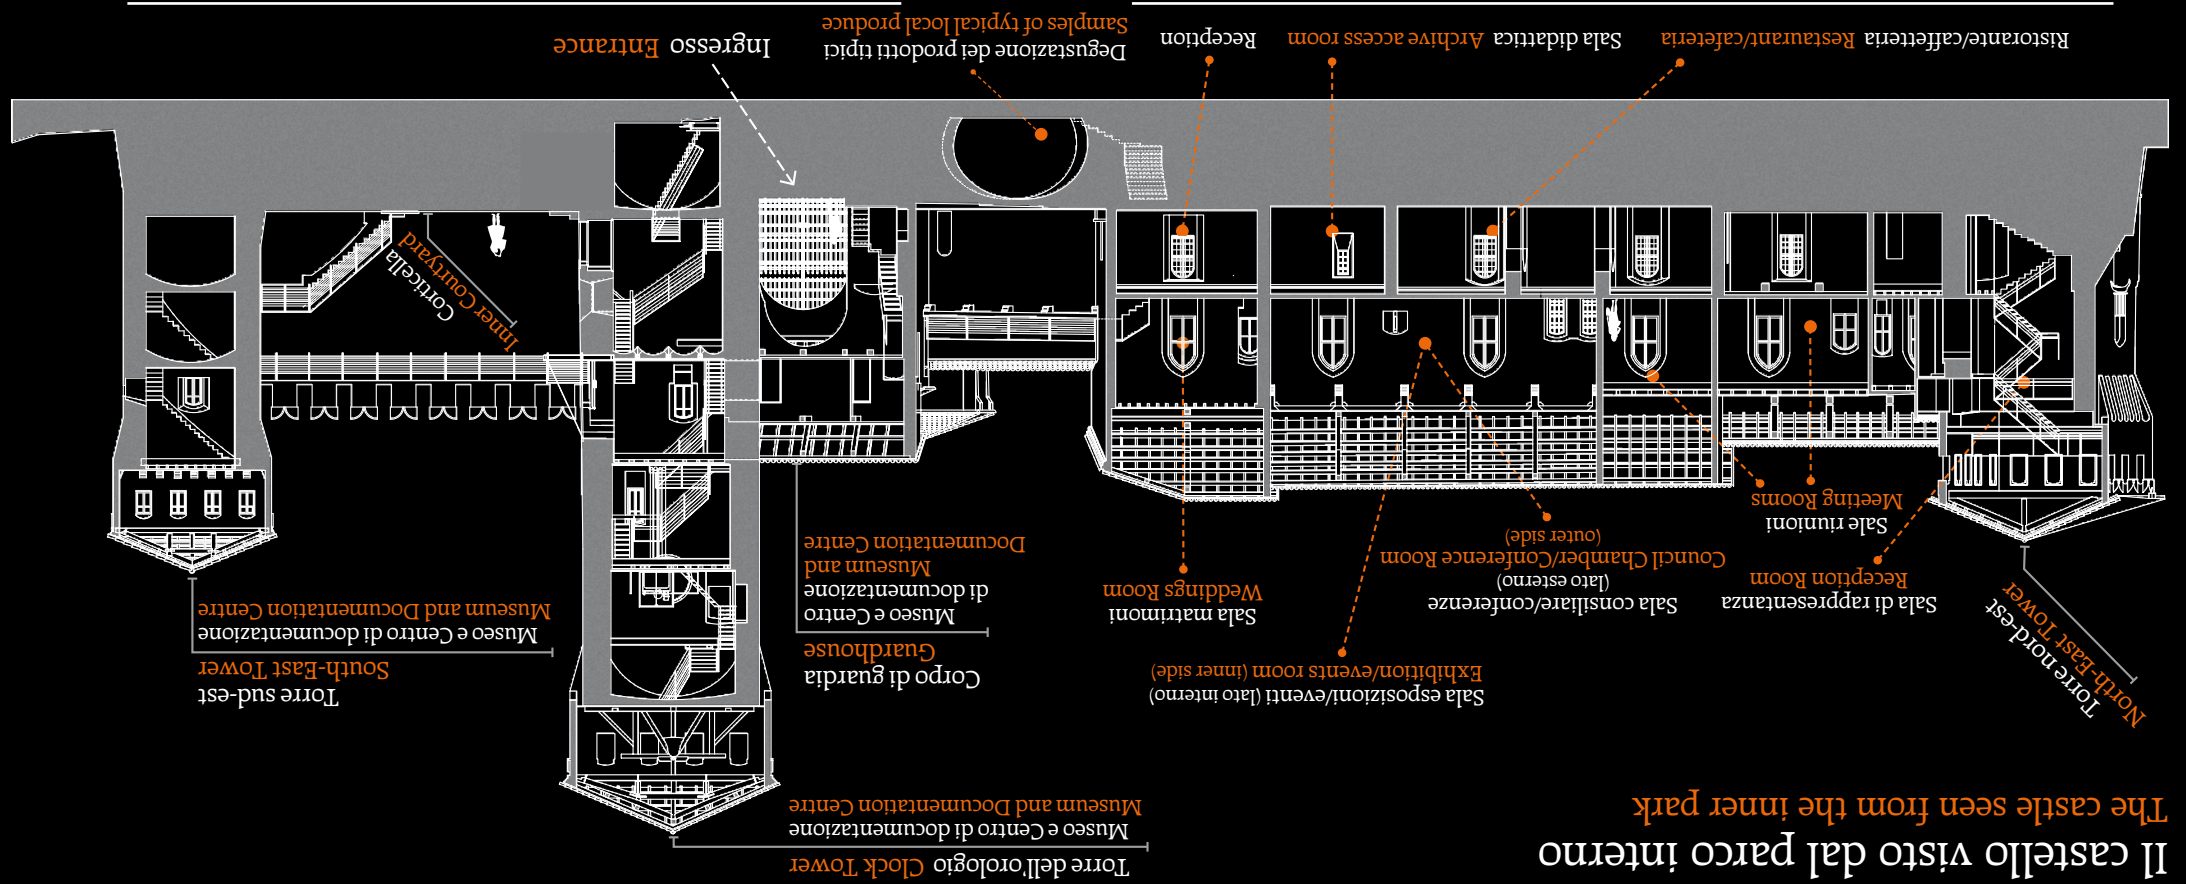 Il castello visto dal parco interno
The castle seen from the inner park
Torre dell'orologio Clock Tower
Museo e Centro di documentazione
Museum and Documentation Centre
Torre nord-est
North-East Tower
Sala di rappresentanza
Reception Room
Sale riunioni
Meeting Rooms
Sala esposizioni/eventi (lato interno)
Exhibition/events room (inner side)
Sala consiliare/conferenze
(lato esterno)
Council Chamber/Conference Room
(outer side)
Sala matrimoni
Weddings Room
Corpo di guardia
Guardhouse
Museo e Centro
di documentazione
Museum and
Documentation Centre
Torre sud-est
South-East Tower
Museo e Centro di documentazione
Museum and Documentation Centre
Corticella
Inner Courtyard
Ristorante/caffetteria Restaurant/cafeteria
Sala didattica Archive access room
Reception
Degustazione dei prodotti tipici
Samples of typical local produce
Ingresso Entrance